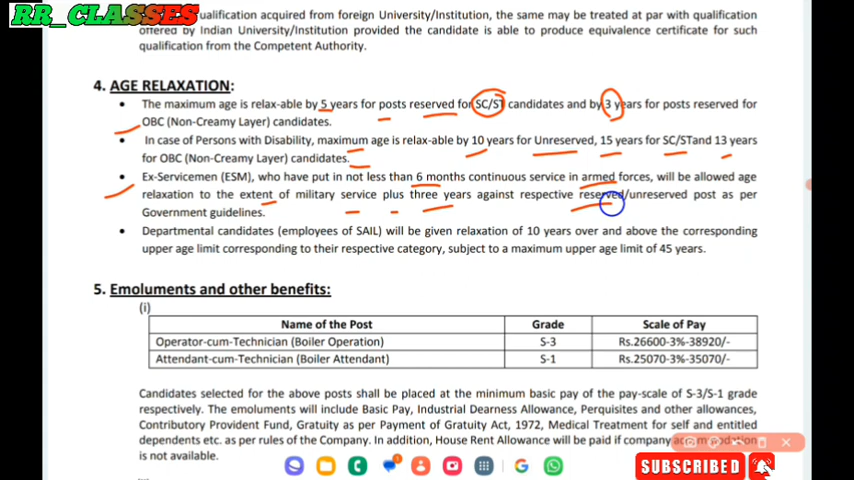 RR_CLASSES
ualification acquired from foreign University/Institution, the same may be treated at par with qualification
offered by Indian University/Institution provided the candidate is able to produce equivalence certificate for such
qualification from the Competent Authority.
4. AGE RELAXATION:
• The maximum age is relax-able by 5 years for posts reserved for SC/ST candidates and by 3 years for posts reserved for
OBC (Non-Creamy Layer) candidates.
• In case of Persons with Disability, maximum age is relax-able by 10 years for Unreserved, 15 years for SC/STand 13 years
for OBC (Non-Creamy Layer) candidates.
• Ex-Servicemen (ESM), who have put in not less than 6 months continuous service in armed forces, will be allowed age
relaxation to the extent of military service plus three years against respective reserved/unreserved post as per
Government guidelines.
• Departmental candidates (employees of SAIL) will be given relaxation of 10 years over and above the corresponding
upper age limit corresponding to their respective category, subject to a maximum upper age limit of 45 years.
5. Emoluments and other benefits:
(i)
Name of the Post Grade Scale of Pay
Operator-cum-Technician (Boiler Operation) S-3 Rs.26600-3%-38920/-
Attendant-cum-Technician (Boiler Attendant) S-1 Rs.25070-3%-35070/-
Candidates selected for the above posts shall be placed at the minimum basic pay of the pay-scale of S-3/S-1 grade
respectively. The emoluments will include Basic Pay, Industrial Dearness Allowance, Perquisites and other allowances,
Contributory Provident Fund, Gratuity as per Payment of Gratuity Act, 1972, Medical Treatment for self and entitled
dependents etc. as per rules of the Company. In addition, House Rent Allowance will be paid if company accommodation
is not available.
SUBSCRIBED